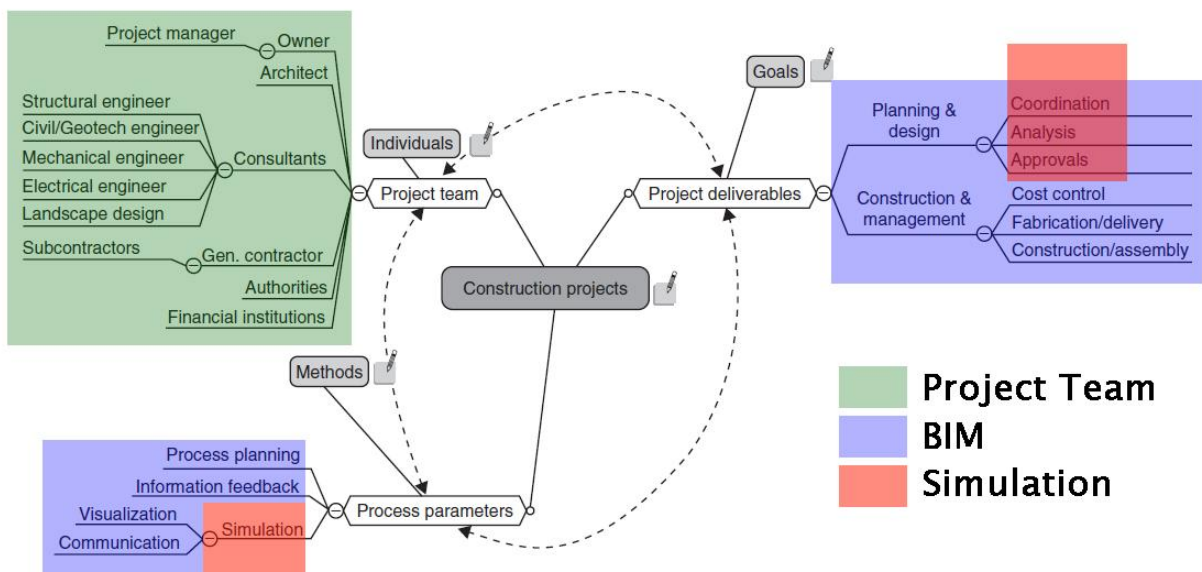 Project manager
Owner
Architect
Structural engineer
Civil/Geotech engineer
Mechanical engineer
Electrical engineer
Landscape design
Consultants
Subcontractors
Gen. contractor
Authorities
Financial institutions
Individuals
Project team
Goals
Project deliverables
Planning &
design
Coordination
Analysis
Approvals
Construction &
management
Cost control
Fabrication/delivery
Construction/assembly
Construction projects
Methods
Process planning
Information feedback
Visualization
Communication
Simulation
Process parameters
Project Team
BIM
Simulation